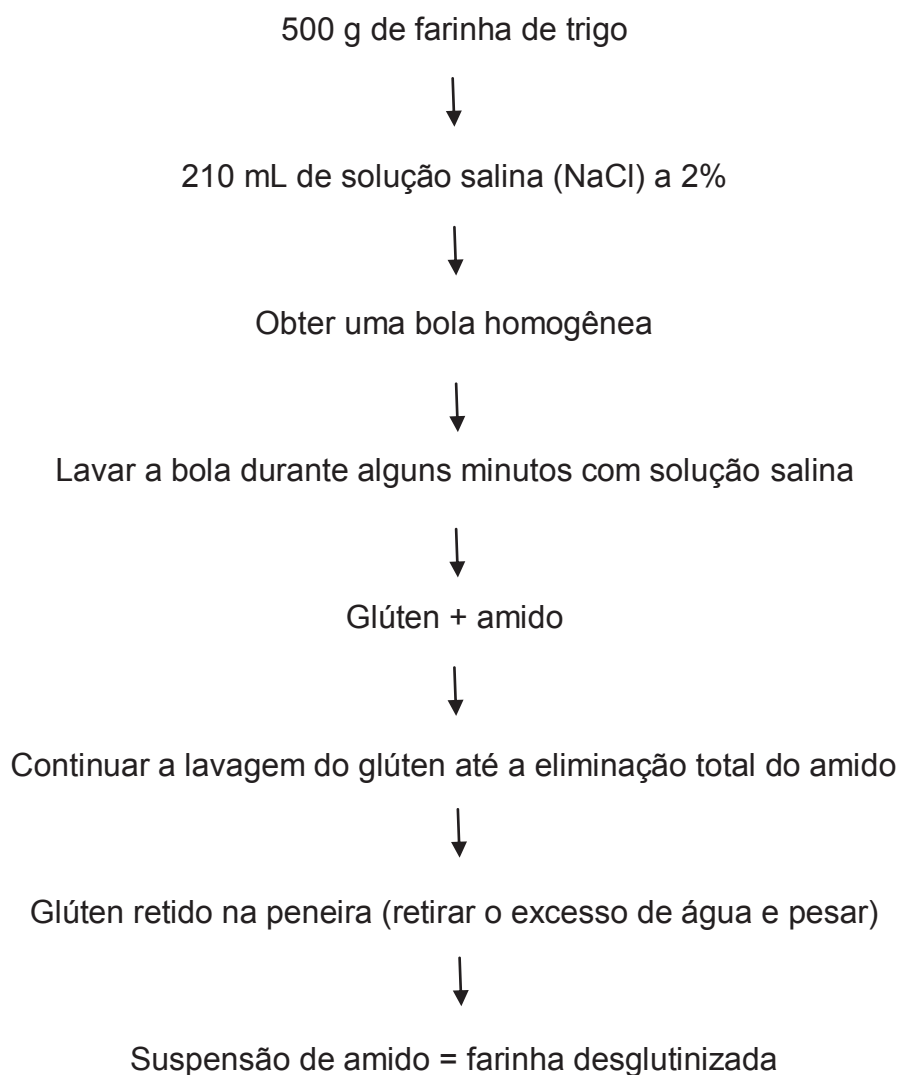 500 g de farinha de trigo
210 mL de solução salina (NaCl) a 2%
Obter uma bola homogênea
Lavar a bola durante alguns minutos com solução salina
Glúten + amido
Continuar a lavagem do glúten até a eliminação total do amido
Glúten retido na peneira (retirar o excesso de água e pesar)
Suspensão de amido = farinha desglutinizada